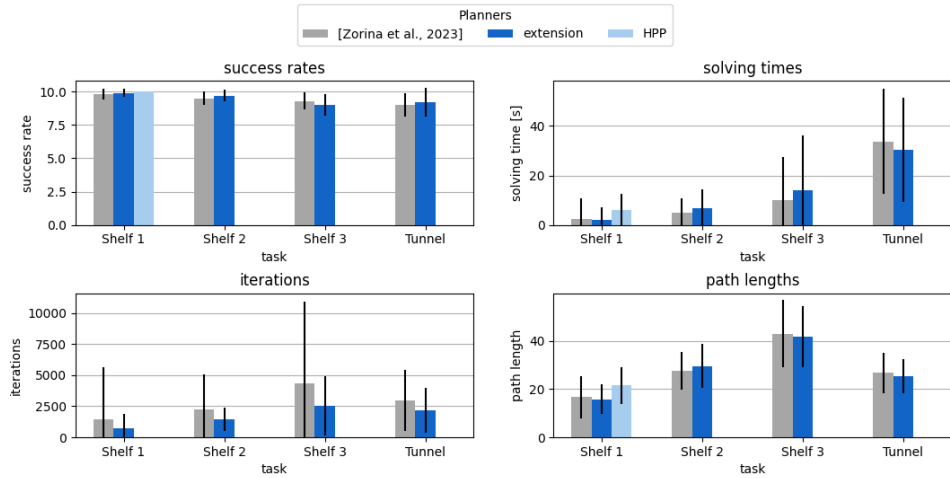 Planners
[Zorina et al., 2023] extension HPP
success rates
success rate
10.0
7.5
5.0
2.5
0.0
Shelf 1 Shelf 2 Shelf 3 Tunnel
task
solving times
solving time [s]
40
20
0
Shelf 1 Shelf 2 Shelf 3 Tunnel
task
iterations
iterations
10000
7500
5000
2500
0
Shelf 1 Shelf 2 Shelf 3 Tunnel
task
path lengths
path length
40
20
0
Shelf 1 Shelf 2 Shelf 3 Tunnel
task